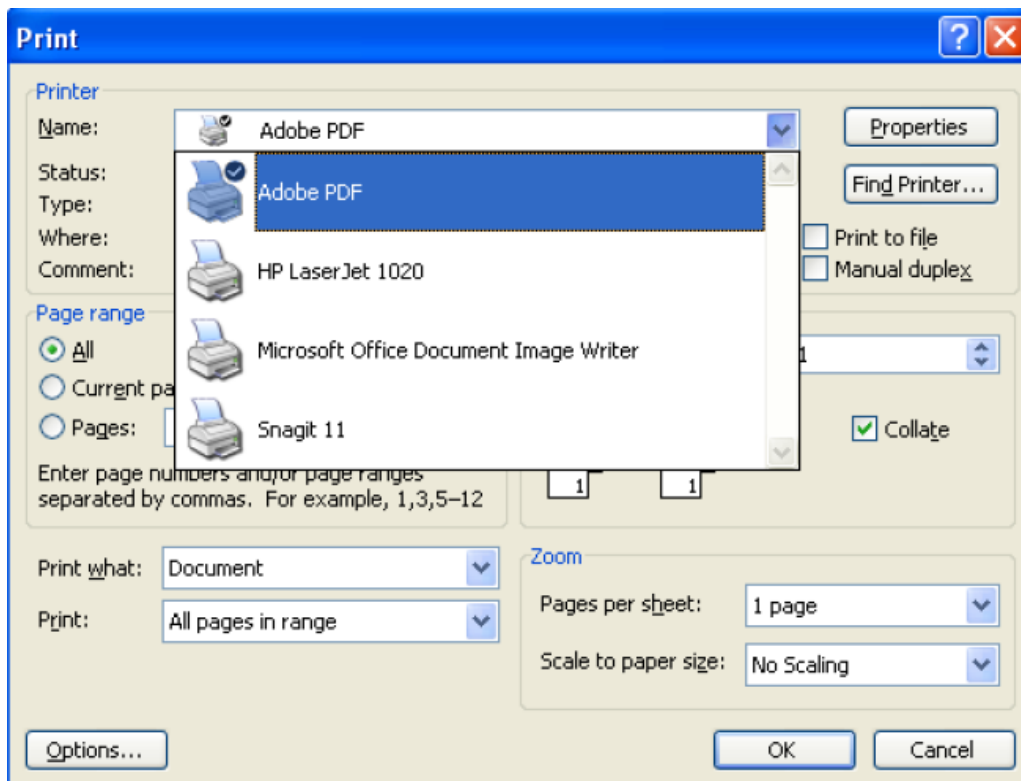 Print
Printer
Name:
Adobe PDF
Properties
Status:
Adobe PDF
Find Printer...
Type:
Where:
Print to file
Comment:
HP LaserJet 1020
Manual duplex
Page range
All
Microsoft Office Document Image Writer
1
Current pa
Pages:
Snagit 11
Collate
Enter page numbers and/or page ranges
separated by commas. For example, 1,3,5–12
1
1
Print what:
Document
Print:
All pages in range
Zoom
Pages per sheet:
1 page
Scale to paper size:
No Scaling
Options...
OK
Cancel